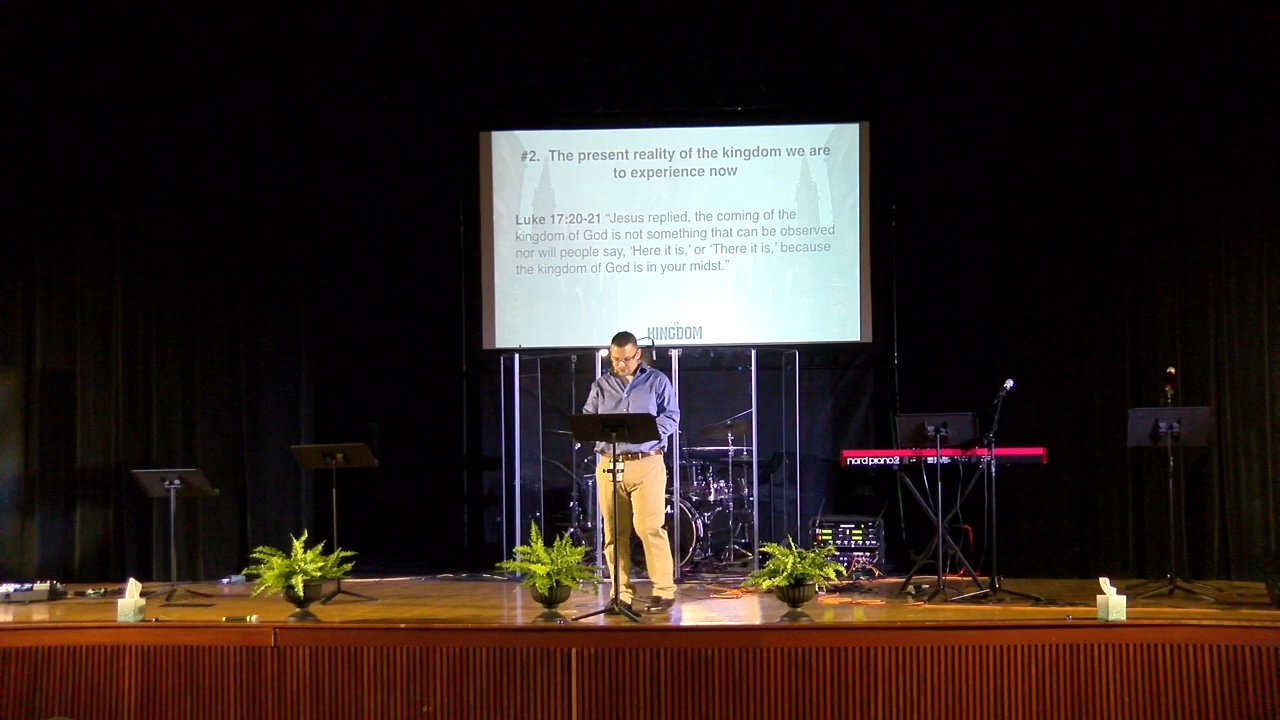 #2. The present reality of the kingdom we are
to experience now
Luke 17:20-21 “Jesus replied, the coming of the
kingdom of God is not something that can be observed
nor will people say, ‘Here it is,’ or ‘There it is,’ because
the kingdom of God is in your midst.”
THE
KINGDOM
nord piano2